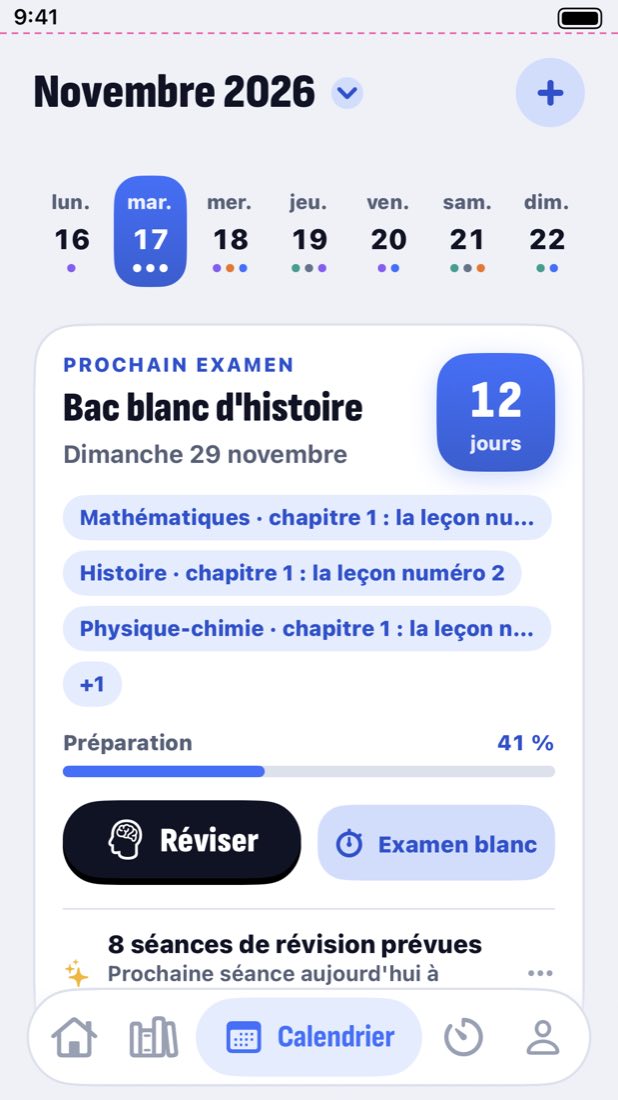 9:41
Novembre 2026
lun. mar. mer. jeu. ven. sam. dim.
16 17 18 19 20 21 22
PROCHAIN EXAMEN
Bac blanc d'histoire
Dimanche 29 novembre
12
jours
Mathématiques · chapitre 1 : la leçon nu...
Histoire · chapitre 1 : la leçon numéro 2
Physique-chimie · chapitre 1 : la leçon n...
+1
Préparation 41 %
Réviser
Examen blanc
8 séances de révision prévues
Prochaine séance aujourd'hui à
Calendrier